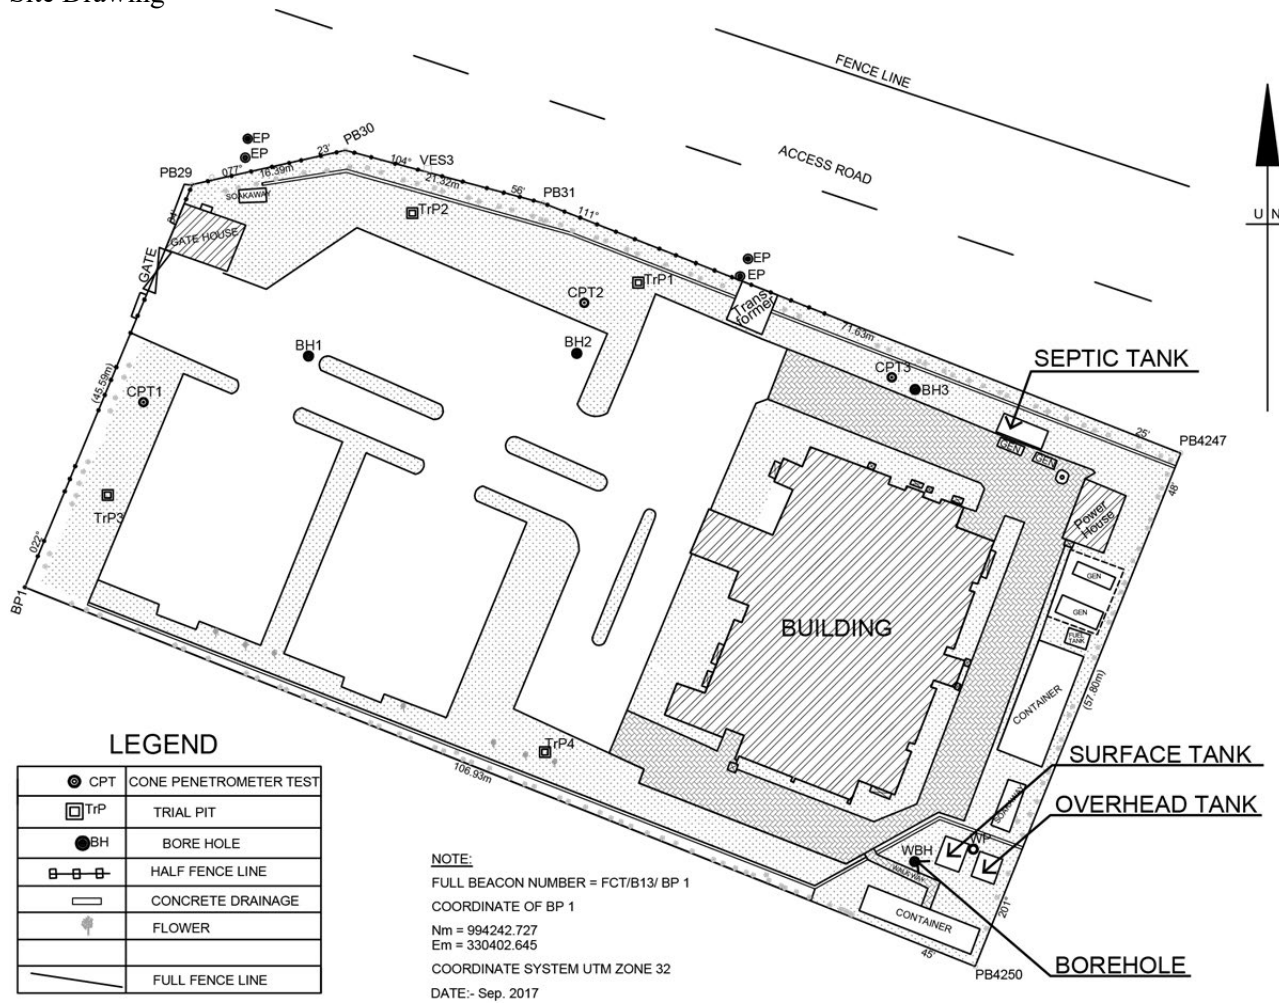 Site Drawing
FENCE LINE
ACCESS ROAD
U N
EP
EP
PB29
077°
16.39m
23'
PB30
104°
VES3
21.32m
56'
PB31
111°
SOAKAWAY
GATE HOUSE
GATE
TrP2
TrP1
EP
EP
Trans
former
71.63m
CPT2
BH1
BH2
CPT3
BH3
SEPTIC TANK
25'
PB4247
48'
GEN
GEN
(45.59m)
CPT1
TrP3
022°
BP1
Power
House
GEN
GEN
FUEL
TANK
BUILDING
CONTAINER
(57.80m)
TrP4
106.93m
SURFACE TANK
OVERHEAD TANK
SOAKAWAY
WP
WBH
WALKWAY
CONTAINER
201°
45'
PB4250
BOREHOLE
LEGEND
CPT CONE PENETROMETER TEST
TrP TRIAL PIT
BH BORE HOLE
HALF FENCE LINE
CONCRETE DRAINAGE
FLOWER
FULL FENCE LINE
NOTE:
FULL BEACON NUMBER = FCT/B13/ BP 1
COORDINATE OF BP 1
Nm = 994242.727
Em = 330402.645
COORDINATE SYSTEM UTM ZONE 32
DATE:- Sep. 2017